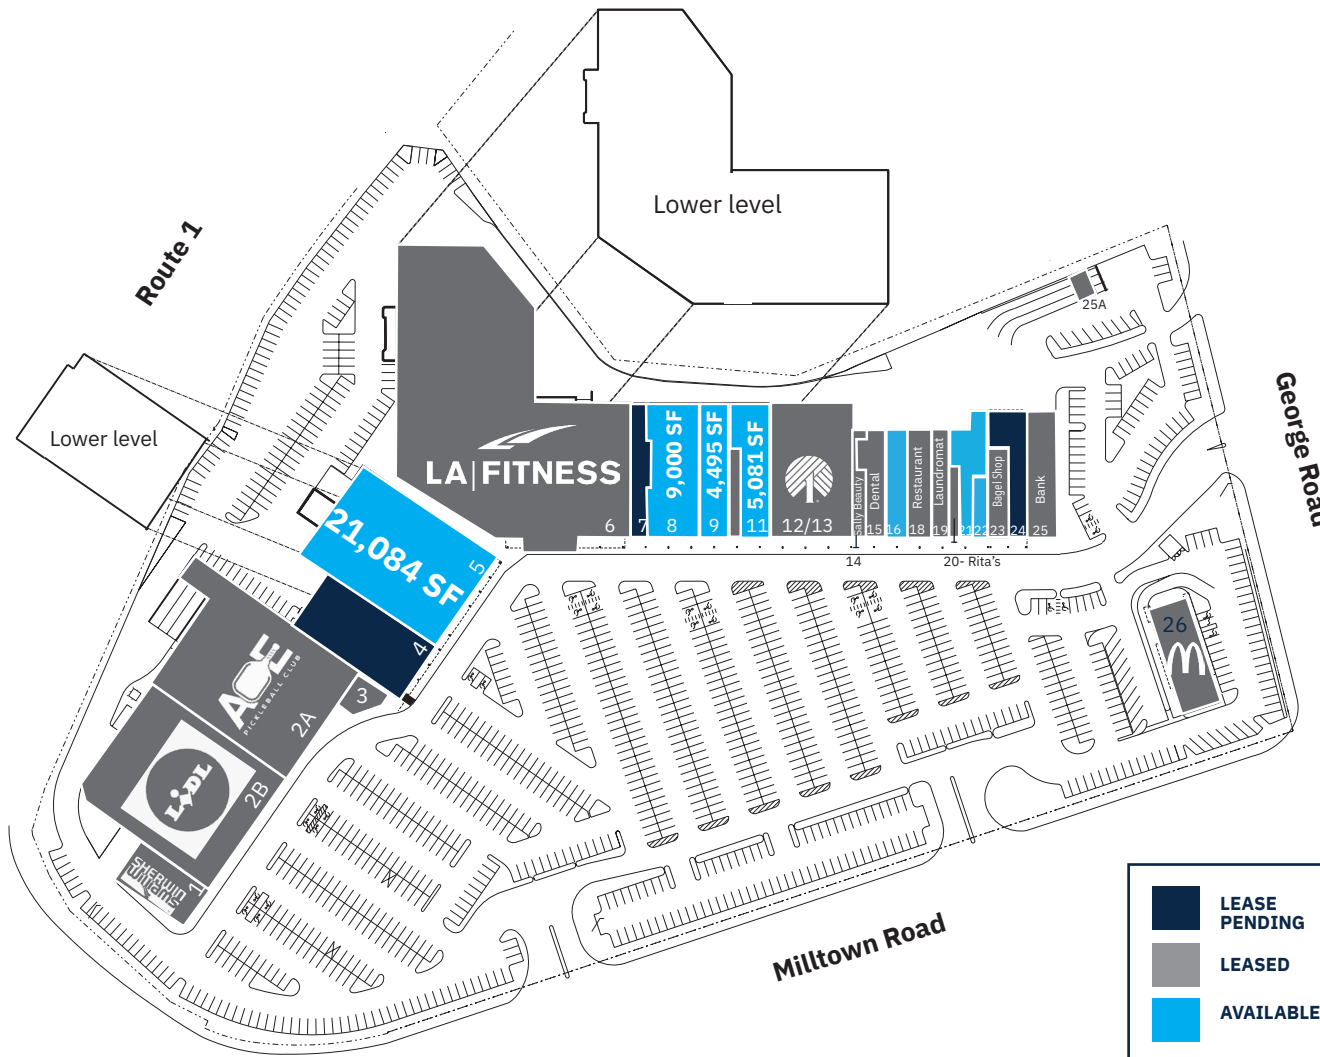 Lower level
Route 1
25A
George Road
Lower level
LA FITNESS
6
7
9,000 SF
8
4,495 SF
9
5,081 SF
11
12/13
1
Sally Beauty
14
Dental
15
16
Restaurant
18
Laundromat
19
20- Rita's
21
22
Bagel Shop
23
24
Bank
25
21,084 SF
5
4
3
ACE
PICKLEBALL CLUB
2A
LIDL
2B
SHERWIN
WILLIAMS
1
26
Milltown Road
LEASE
PENDING
LEASED
AVAILABLE